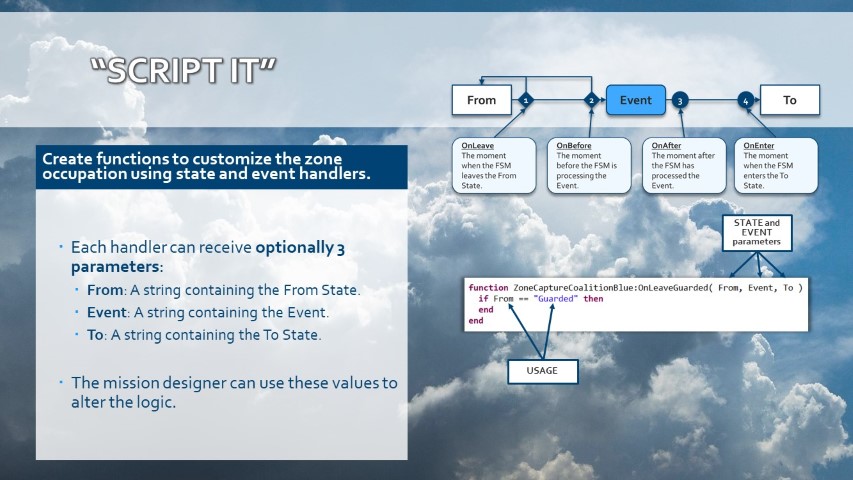 “SCRIPT IT”
Create functions to customize the zone
occupation using state and event handlers.
• Each handler can receive optionally 3
parameters:
• From: A string containing the From State.
• Event: A string containing the Event.
• To: A string containing the To State.
• The mission designer can use these values to
alter the logic.
From
1
2
Event
3
4
To
OnLeave
The moment
when the FSM
leaves the From
State.
OnBefore
The moment
before the FSM is
processing the
Event.
OnAfter
The moment after
the FSM has
processed the
Event.
OnEnter
The moment
when the FSM
enters the To
State.
STATE and
EVENT
parameters
function ZoneCaptureCoalitionBlue:OnLeaveGuarded( From, Event, To )
if From == "Guarded" then
end
end
USAGE